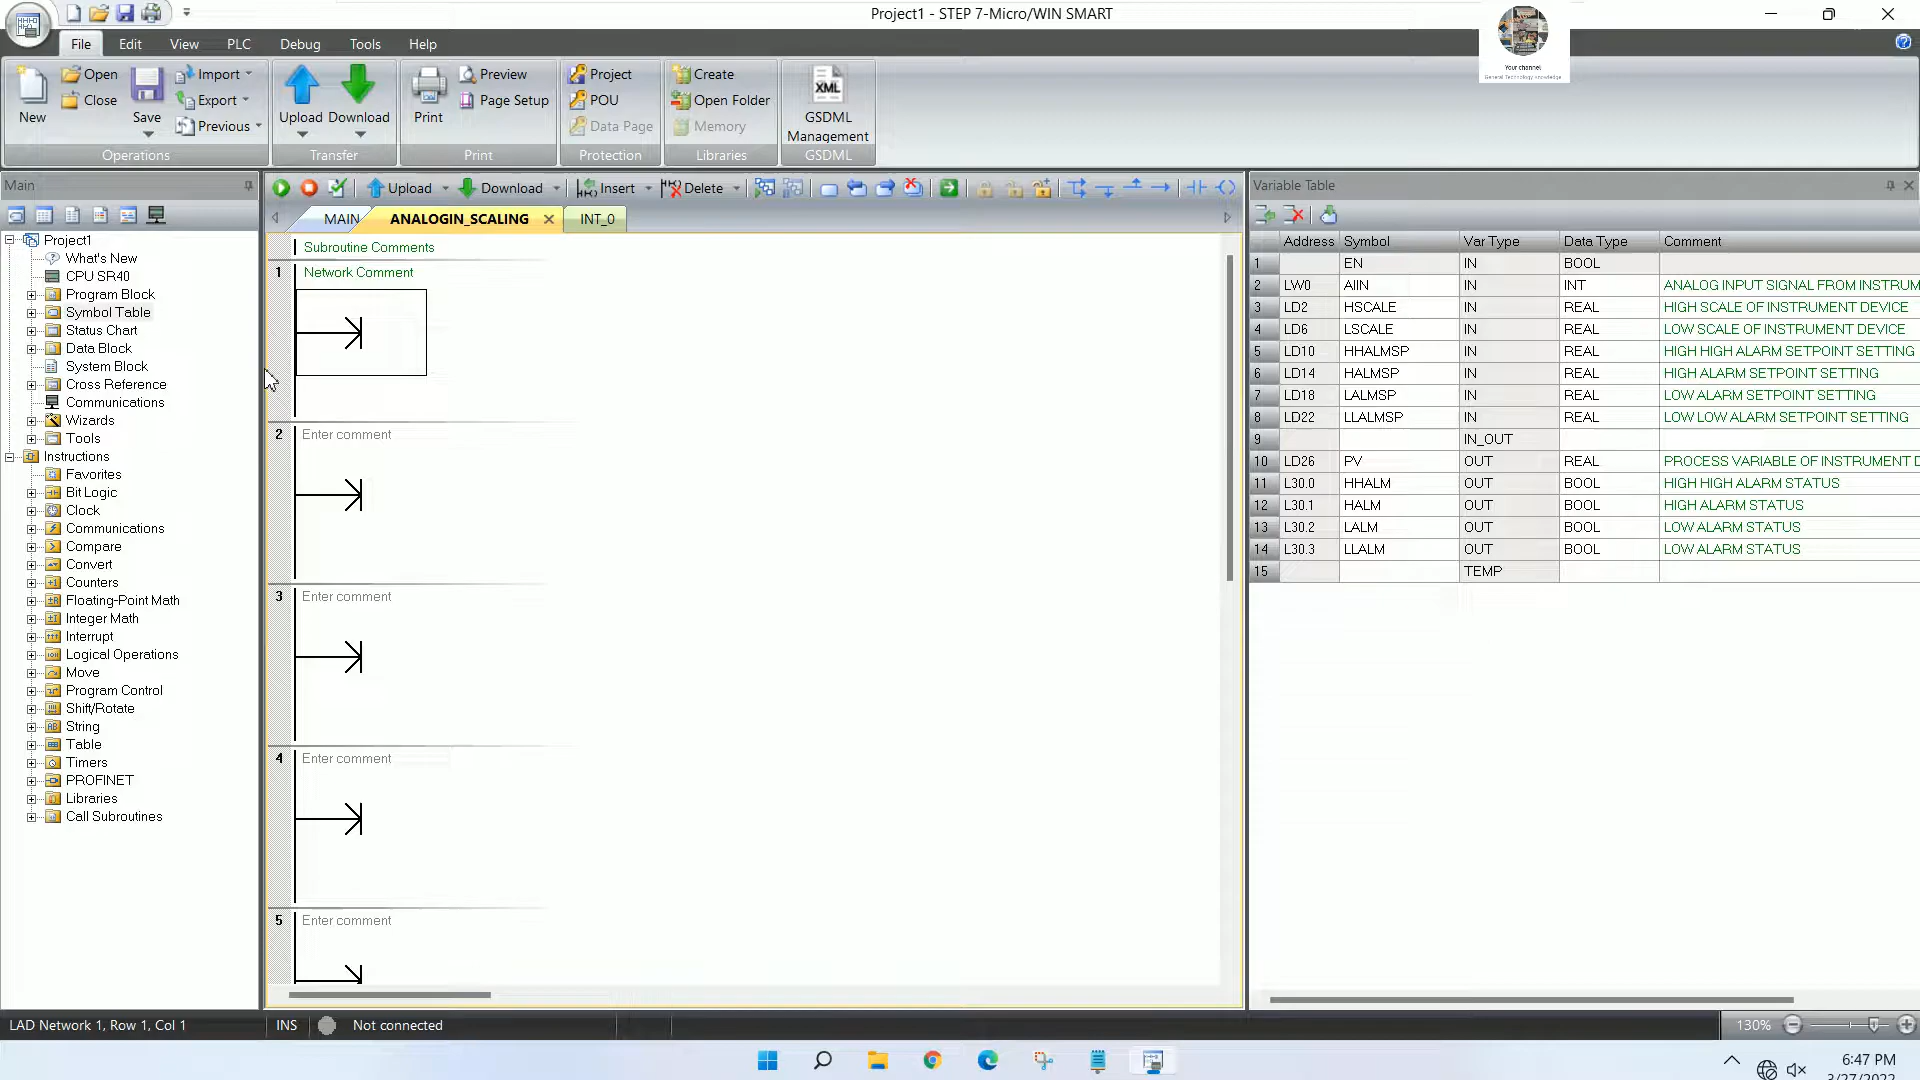 Project1 - STEP 7-Micro/WIN SMART
Your channel
General Technology Knowledge
File Edit View PLC Debug Tools Help
New
Open
Close
Save
Import
Export
Previous
Operations
Upload
Download
Transfer
Print
Preview
Page Setup
Print
Project
POU
Data Page
Protection
Create
Open Folder
Memory
Libraries
XML
GSDML
Management
GSDML
Main
Project1
What's New
CPU SR40
Program Block
Symbol Table
Status Chart
Data Block
System Block
Cross Reference
Communications
Wizards
Tools
Instructions
Favorites
Bit Logic
Clock
Communications
Compare
Convert
Counters
Floating-Point Math
Integer Math
Interrupt
Logical Operations
Move
Program Control
Shift/Rotate
String
Table
Timers
PROFINET
Libraries
Call Subroutines
Upload Download Insert Delete
MAIN ANALOGIN_SCALING INT_0
Subroutine Comments
1 Network Comment
2 Enter comment
3 Enter comment
4 Enter comment
5 Enter comment
Variable Table
Address Symbol Var Type Data Type Comment
1 EN IN BOOL
2 LW0 AIIN IN INT ANALOG INPUT SIGNAL FROM INSTRUM
3 LD2 HSCALE IN REAL HIGH SCALE OF INSTRUMENT DEVICE
4 LD6 LSCALE IN REAL LOW SCALE OF INSTRUMENT DEVICE
5 LD10 HHALMSP IN REAL HIGH HIGH ALARM SETPOINT SETTING
6 LD14 HALMSP IN REAL HIGH ALARM SETPOINT SETTING
7 LD18 LALMSP IN REAL LOW ALARM SETPOINT SETTING
8 LD22 LLALMSP IN REAL LOW LOW ALARM SETPOINT SETTING
9 IN_OUT
10 LD26 PV OUT REAL PROCESS VARIABLE OF INSTRUMENT D
11 L30.0 HHALM OUT BOOL HIGH HIGH ALARM STATUS
12 L30.1 HALM OUT BOOL HIGH ALARM STATUS
13 L30.2 LALM OUT BOOL LOW ALARM STATUS
14 L30.3 LLALM OUT BOOL LOW ALARM STATUS
15 TEMP
LAD Network 1, Row 1, Col 1 INS Not connected
130%
6:47 PM
3/27/2022